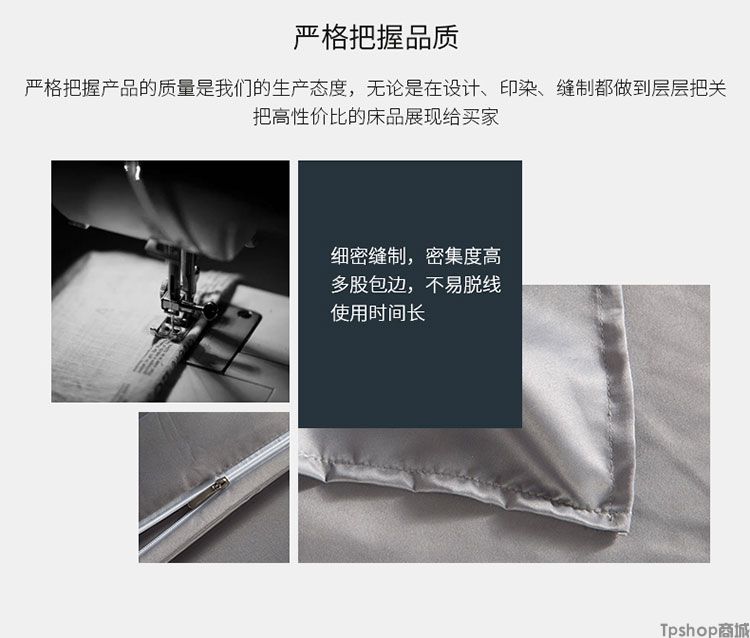 严格把握品质
严格把握产品的质量是我们的生产态度，无论是在设计、印染、缝制都做到层层把关
把高性价比的床品展现给买家
细密缝制，密集度高
多股包边，不易脱线
使用时间长
Tpshop商城